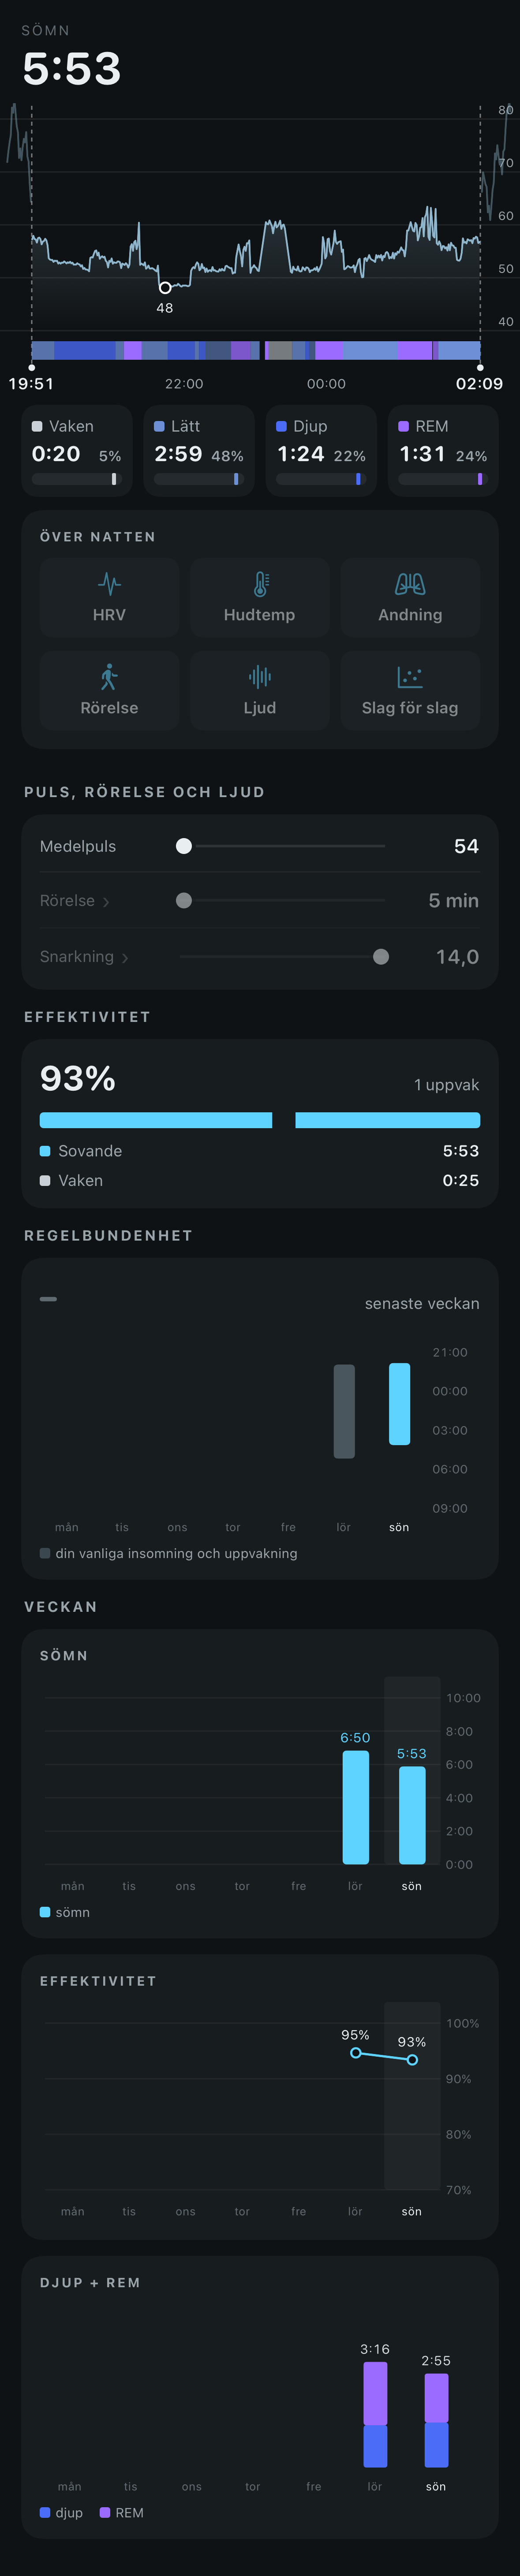 SÖMN
5:53
80
70
60
50
40
48
19:51 22:00 00:00 02:09
Vaken Lätt Djup REM
0:20 5% 2:59 48% 1:24 22% 1:31 24%
ÖVER NATTEN
HRV Hudtemp Andning
Rörelse Ljud Slag för slag
PULS, RÖRELSE OCH LJUD
Medelpuls 54
Rörelse 5 min
Snarkning 14,0
EFFEKTIVITET
93% 1 uppvak
Sovande 5:53
Vaken 0:25
REGELBUNDENHET
senaste veckan
21:00
00:00
03:00
06:00
09:00
mån tis ons tor fre lör sön
din vanliga insomning och uppvakning
VECKAN
SÖMN
10:00
8:00
6:50
5:53
6:00
4:00
2:00
0:00
mån tis ons tor fre lör sön
sömn
EFFEKTIVITET
100%
95%
93%
90%
80%
70%
mån tis ons tor fre lör sön
DJUP + REM
3:16
2:55
mån tis ons tor fre lör sön
djup REM